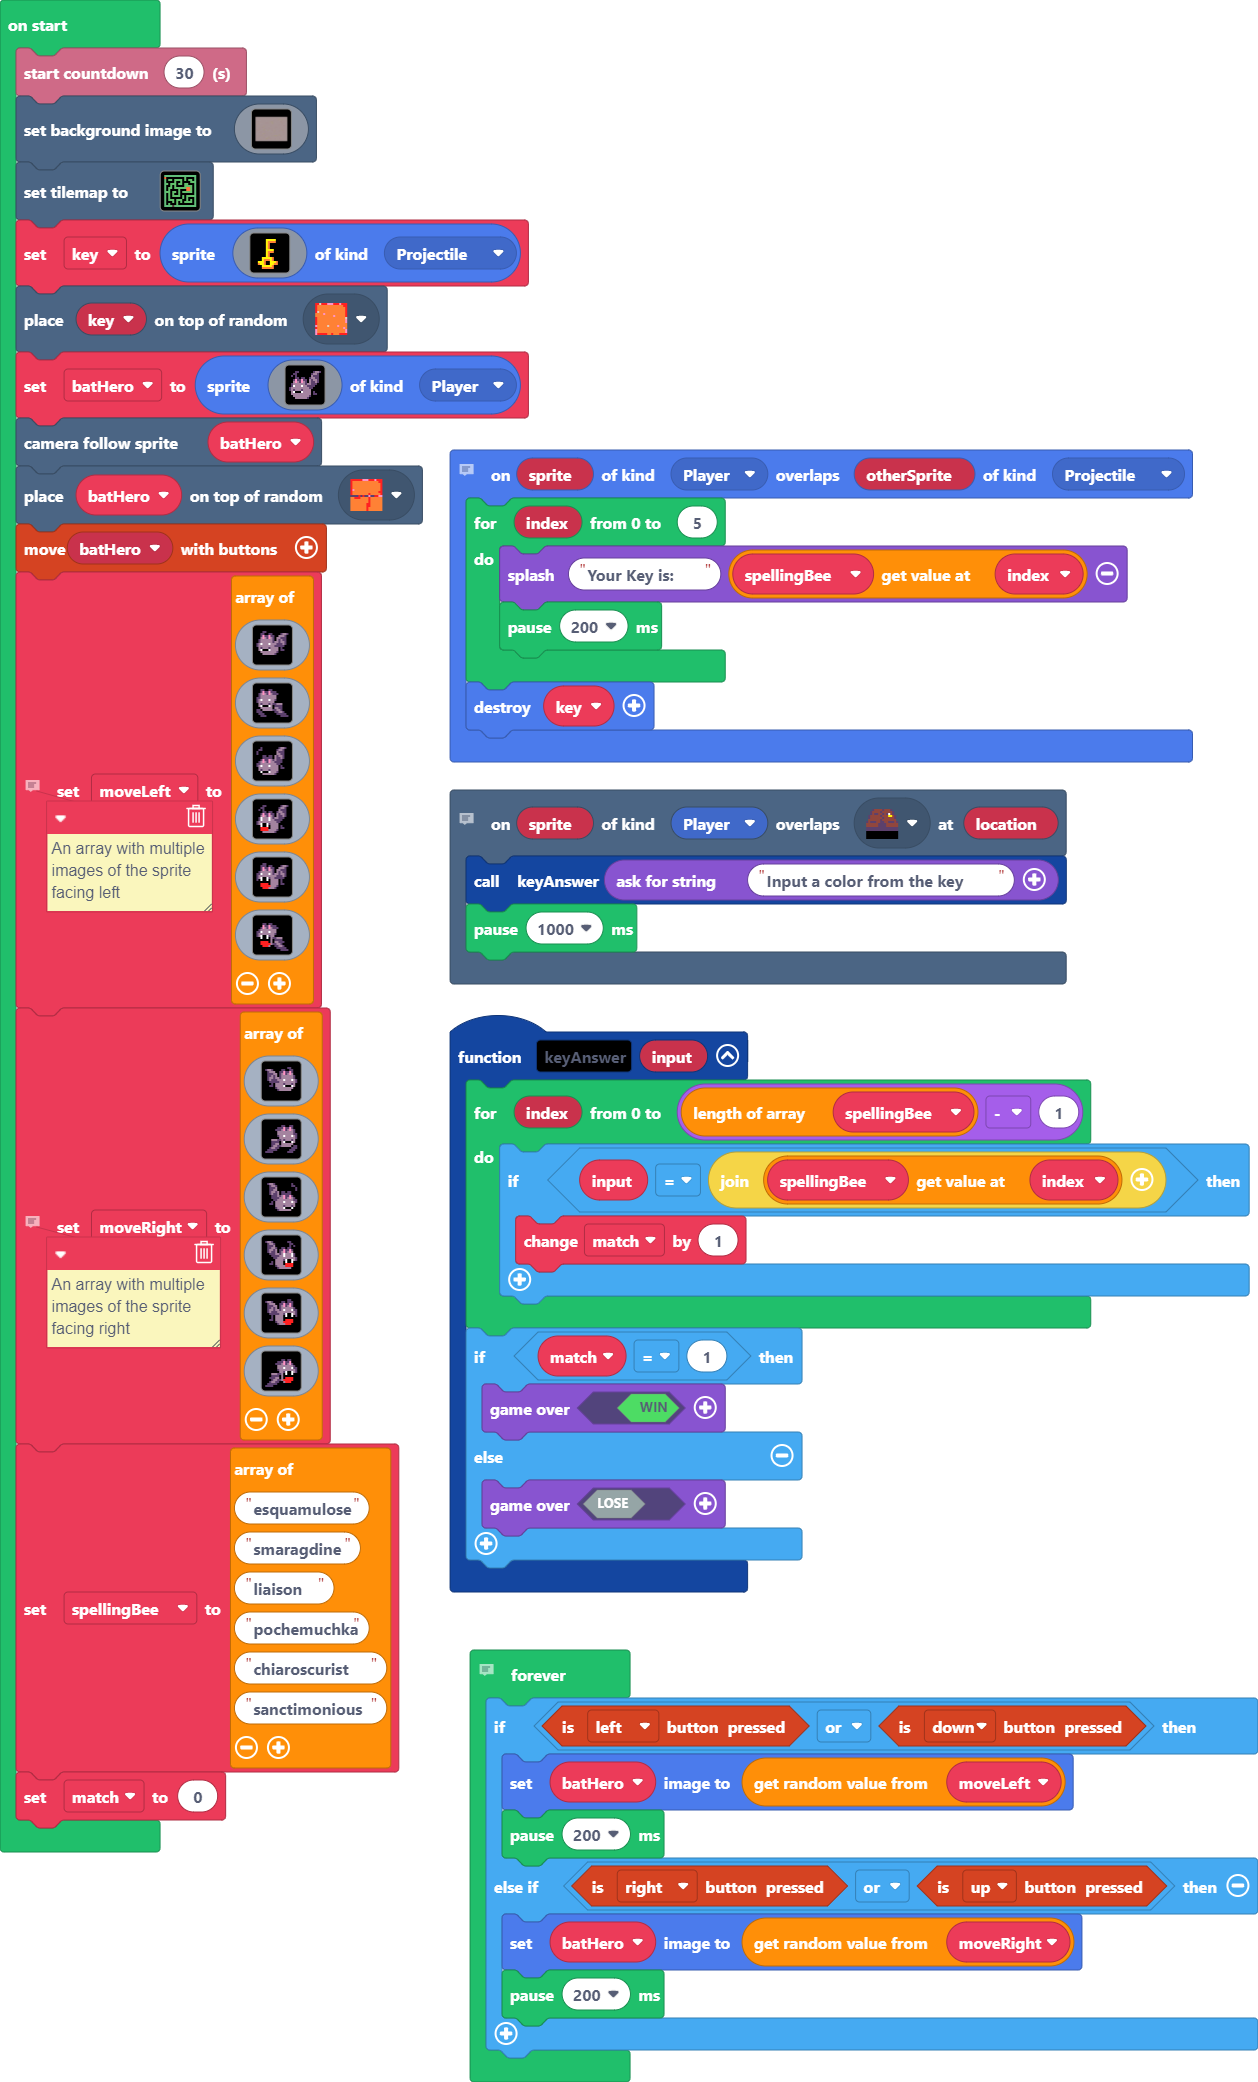 on start
start countdown 30 (s)
set background image to
set tilemap to
set key to sprite of kind Projectile
place key on top of random
set batHero to sprite of kind Player
camera follow sprite batHero
place batHero on top of random
move batHero with buttons
array of
set moveLeft to
An array with multiple
images of the sprite
facing left
array of
set moveRight to
An array with multiple
images of the sprite
facing right
array of
"esquamulose"
"smaragdine"
"liaison"
"pochemuchka"
set spellingBee to
"chiaroscurist"
"sanctimonious"
set match to 0
on sprite of kind Player overlaps otherSprite of kind Projectile
for index from 0 to 5
do
splash "Your Key is: " spellingBee get value at index
pause 200 ms
destroy key
on sprite of kind Player overlaps at location
call keyAnswer ask for string "Input a color from the key "
pause 1000 ms
function keyAnswer input
for index from 0 to length of array spellingBee - 1
do
if input = join spellingBee get value at index then
change match by 1
if match = 1 then
game over WIN
else
game over LOSE
forever
if is left button pressed or is down button pressed then
set batHero image to get random value from moveLeft
pause 200 ms
else if is right button pressed or is up button pressed then
set batHero image to get random value from moveRight
pause 200 ms